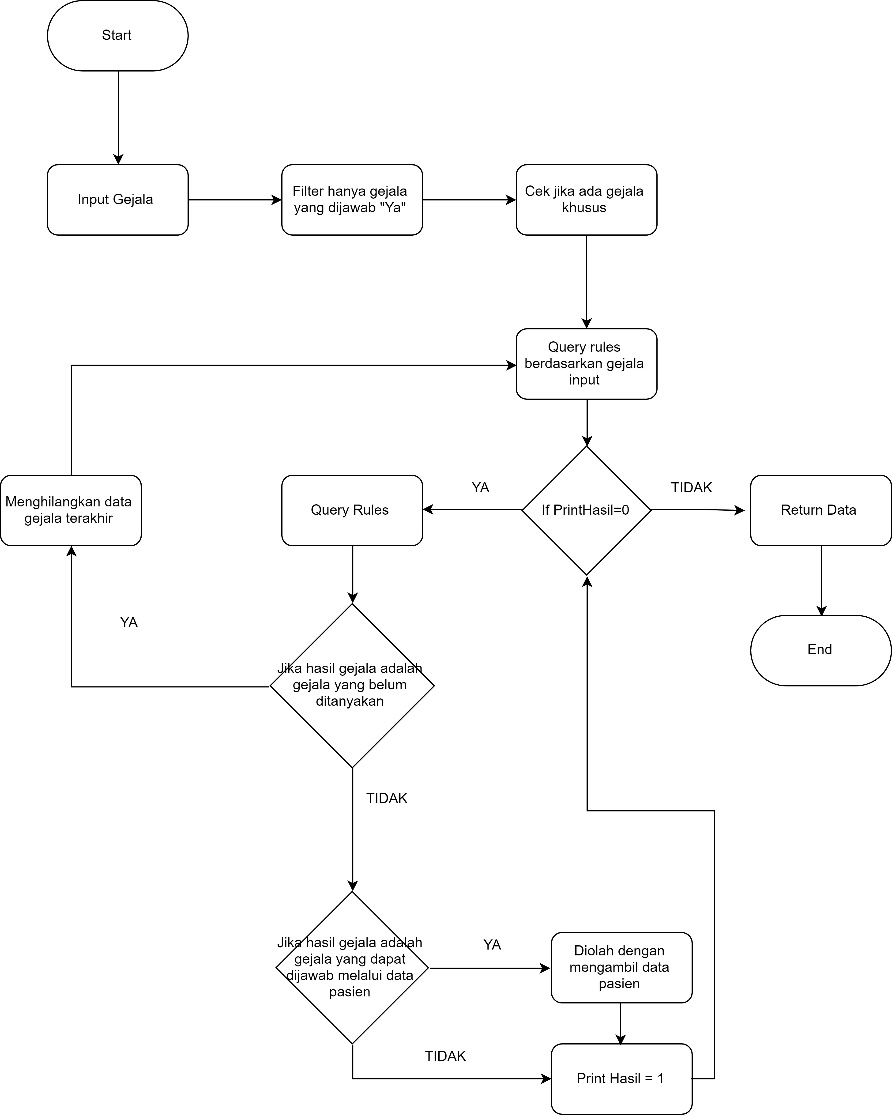 Start
Input Gejala
Filter hanya gejala
yang dijawab "Ya"
Cek jika ada gejala
khusus
Query rules
berdasarkan gejala
input
Menghilangkan data
gejala terakhir
Query Rules
YA
If PrintHasil=0
TIDAK
Return Data
YA
Jika hasil gejala adalah
gejala yang belum
ditanyakan
End
TIDAK
Jika hasil gejala adalah
gejala yang dapat
dijawab melalui data
pasien
YA
Diolah dengan
mengambil data
pasien
TIDAK
Print Hasil = 1